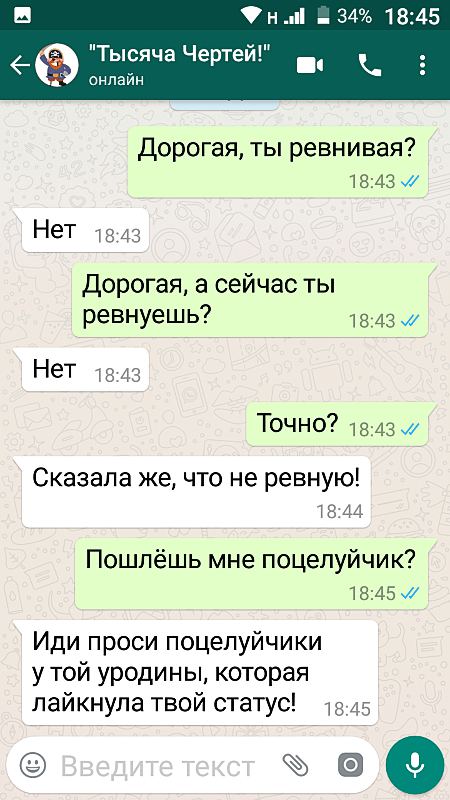 н 34% 18:45
"Тысяча Чертей!"
онлайн
Дорогая, ты ревнивая?
18:43
Нет 18:43
Дорогая, а сейчас ты
ревнуешь? 18:43
Нет 18:43
Точно? 18:43
Сказала же, что не ревную!
18:44
Пошлёшь мне поцелуйчик?
18:45
Иди проси поцелуйчики
у той уродины, которая
лайкнула твой статус! 18:45
Введите текст